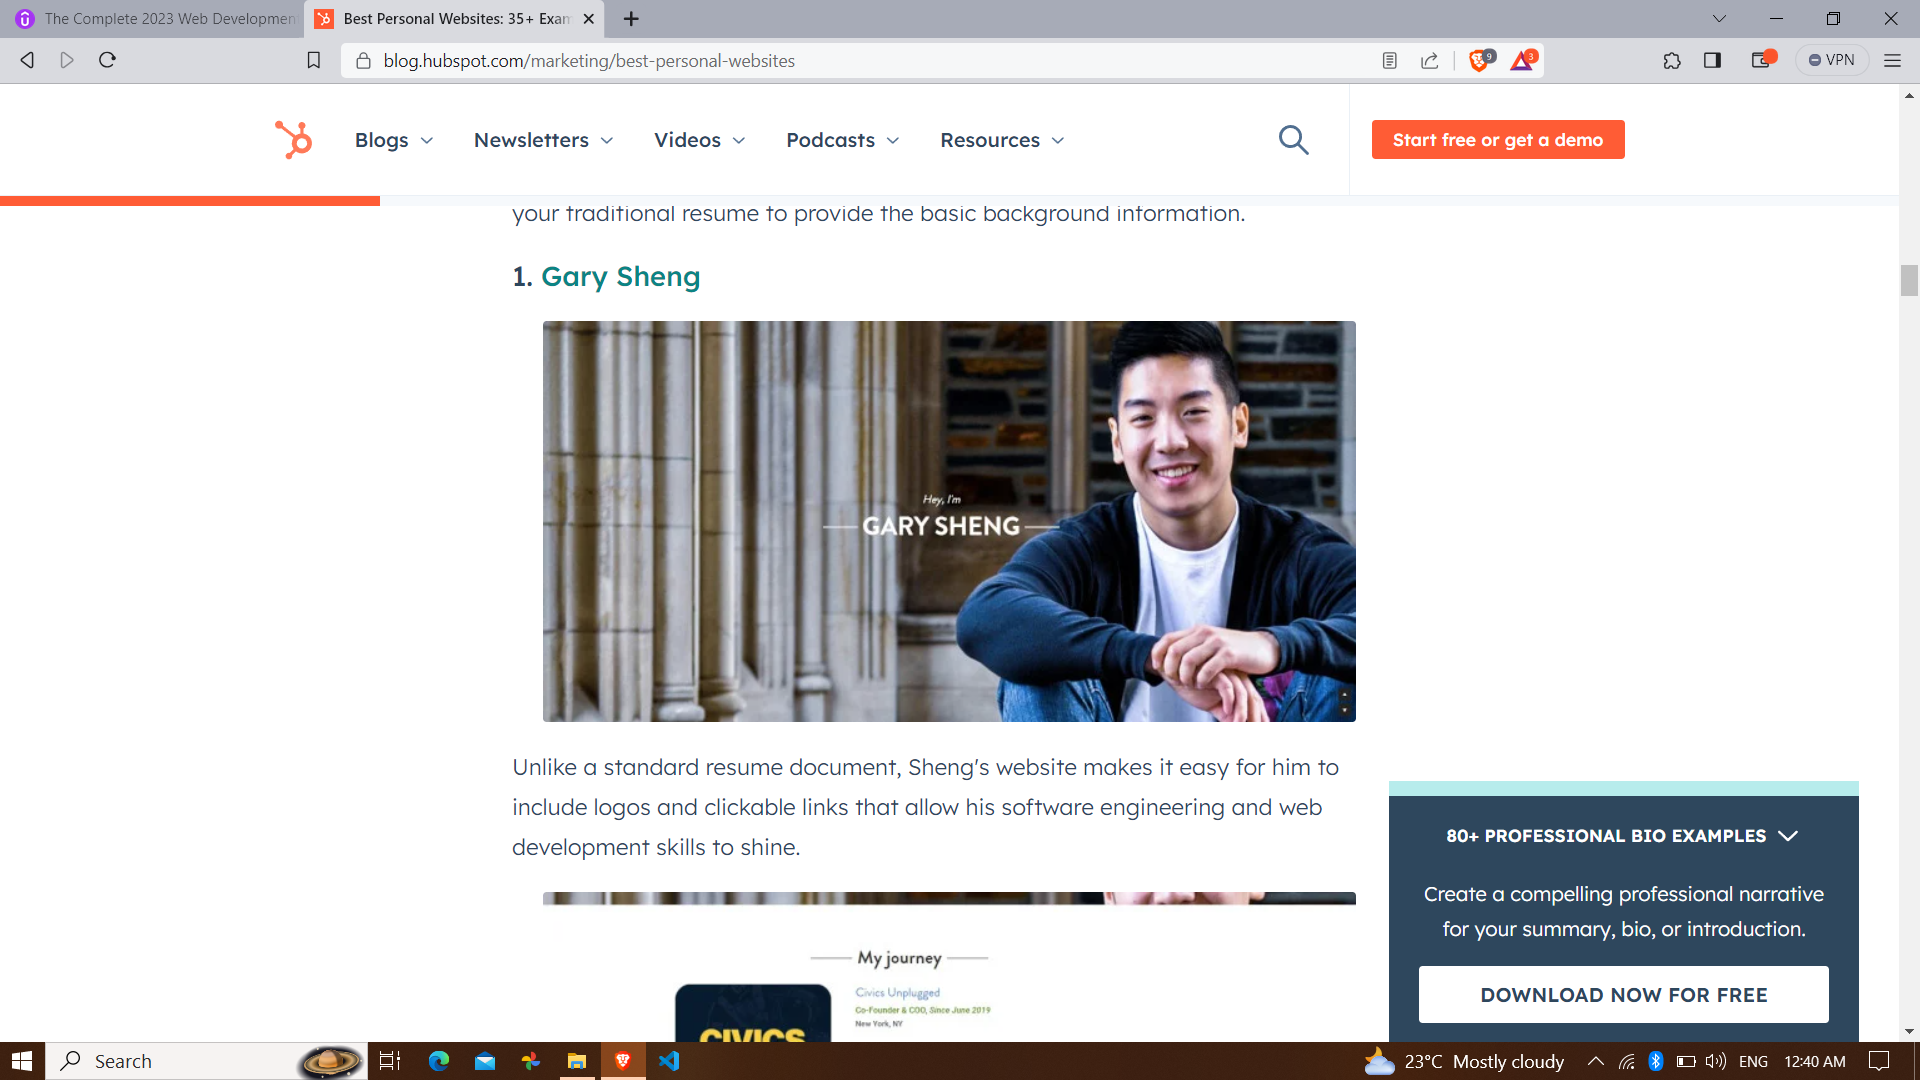 The Complete 2023 Web Development
Best Personal Websites: 35+ Exam
blog.hubspot.com/marketing/best-personal-websites
9
3
VPN
Blogs
Newsletters
Videos
Podcasts
Resources
Start free or get a demo
your traditional resume to provide the basic background information.
1. Gary Sheng
Hey, I'm
GARY SHENG
Unlike a standard resume document, Sheng's website makes it easy for him to
include logos and clickable links that allow his software engineering and web
development skills to shine.
My journey
Civics Unplugged
Co-Founder & COO, Since June 2019
New York, NY
CIVICS
80+ PROFESSIONAL BIO EXAMPLES
Create a compelling professional narrative
for your summary, bio, or introduction.
DOWNLOAD NOW FOR FREE
Search
23°C Mostly cloudy
ENG
12:40 AM